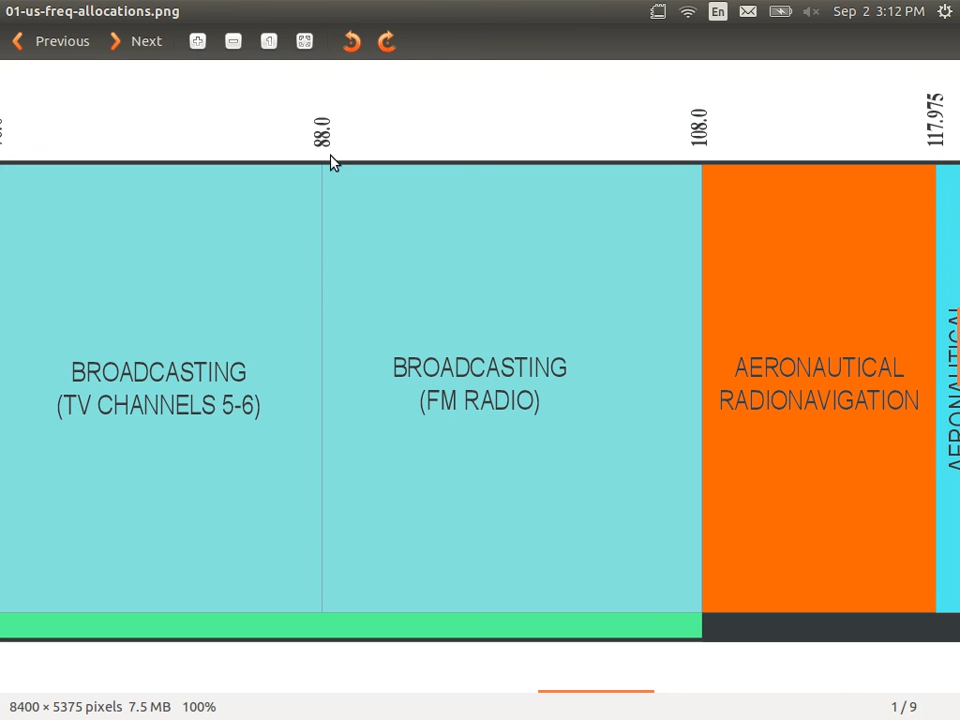 01-us-freq-allocations.png
En
Sep 2 3:12 PM
Previous
Next
88.0
108.0
117.975
BROADCASTING
(TV CHANNELS 5-6)
BROADCASTING
(FM RADIO)
AERONAUTICAL
RADIONAVIGATION
AERONAUTICAL
8400 × 5375 pixels 7.5 MB 100%
1 / 9